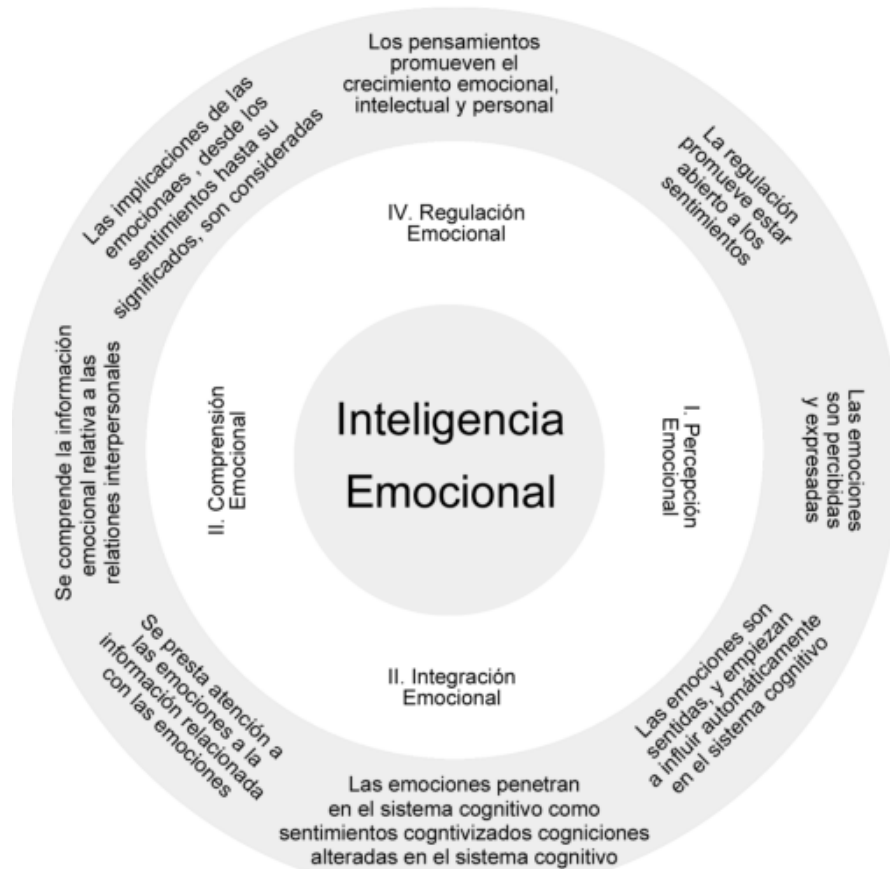 Los pensamientos
promueven el
crecimiento emocional,
intelectual y personal
La regulación
promueve estar
abierto a los
sentimientos
Las emociones
son percibidas
y expresadas
Las emociones son
sentidas, y empiezan
a influir automáticamente
en el sistema cognitivo
Las emociones penetran
en el sistema cognitivo como
sentimientos cogntivizados cogniciones
alteradas en el sistema cognitivo
Se presta atención a
las emociones a la
información relacionada
con las emociones
Se comprende la información
emocional relativa a las
relationes interpersonales
Las implicaciones de las
emocionaes , desde los
sentimientos hasta su
significados, son consideradas
IV. Regulación
Emocional
I. Percepción
Emocional
II. Integración
Emocional
II. Comprensión
Emocional
Inteligencia
Emocional